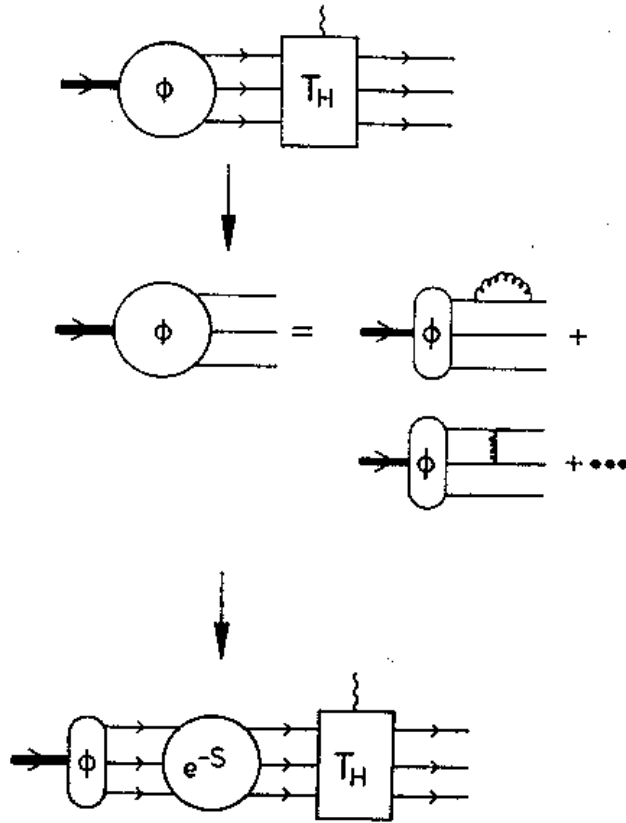 ϕ T_H
ϕ = ϕ +
ϕ + •••
ϕ e^{-S} T_H